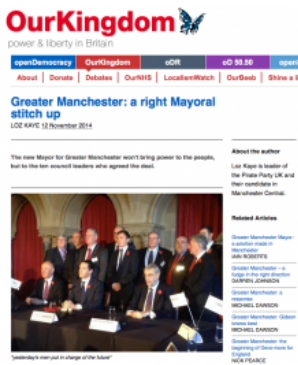 OurKingdom
power & liberty in Britain
openDemocracy OurKingdom oDR oD 50.50 open
About Donate Debates OurNHS LocalismWatch OurBeeb Shine a
Greater Manchester: a right Mayoral
stitch up
LOZ KAYE 12 November 2014
The new Mayor for Greater Manchester won't bring power to the people,
but to the ten council leaders who agreed the deal.
"yesterday's men put in charge of the future"
About the author
Loz Kaye is leader of
the Pirate Party UK and
their candidate in
Manchester Central.
Related Articles
Greater Manchester Mayor:
a solution made in
Manchester
IAIN ROBERTS
Greater Manchester – a
fudge in the right direction
DARREN JOHNSON
Greater Manchester: a
response
MICHAEL DAWSON
Greater Manchester: Gideon
knows best
MICHAEL DAWSON
Greater Manchester: the
beginning of Devo-more for
England
NICK PEARCE